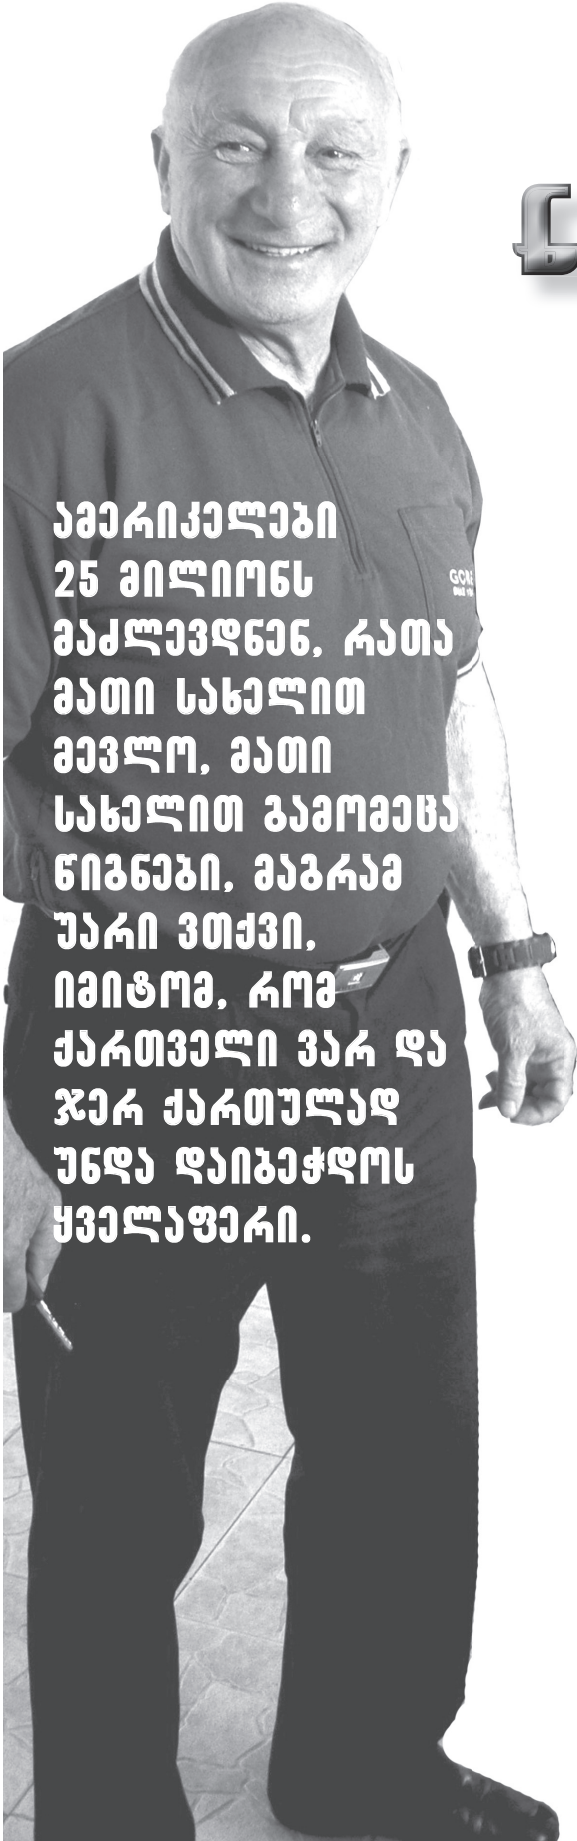 ამერიკელები
25 მილიონს
მაძლევდნენ, რათა
მათი სახელით
მევლო, მათი
სახელით გამომეცა
წიგნები, მაგრამ
უარი ვთქვი,
იმიტომ, რომ
ქართველი ვარ და
ჯერ ქართულად
უნდა დაიბეჭდოს
ყველაფერი.